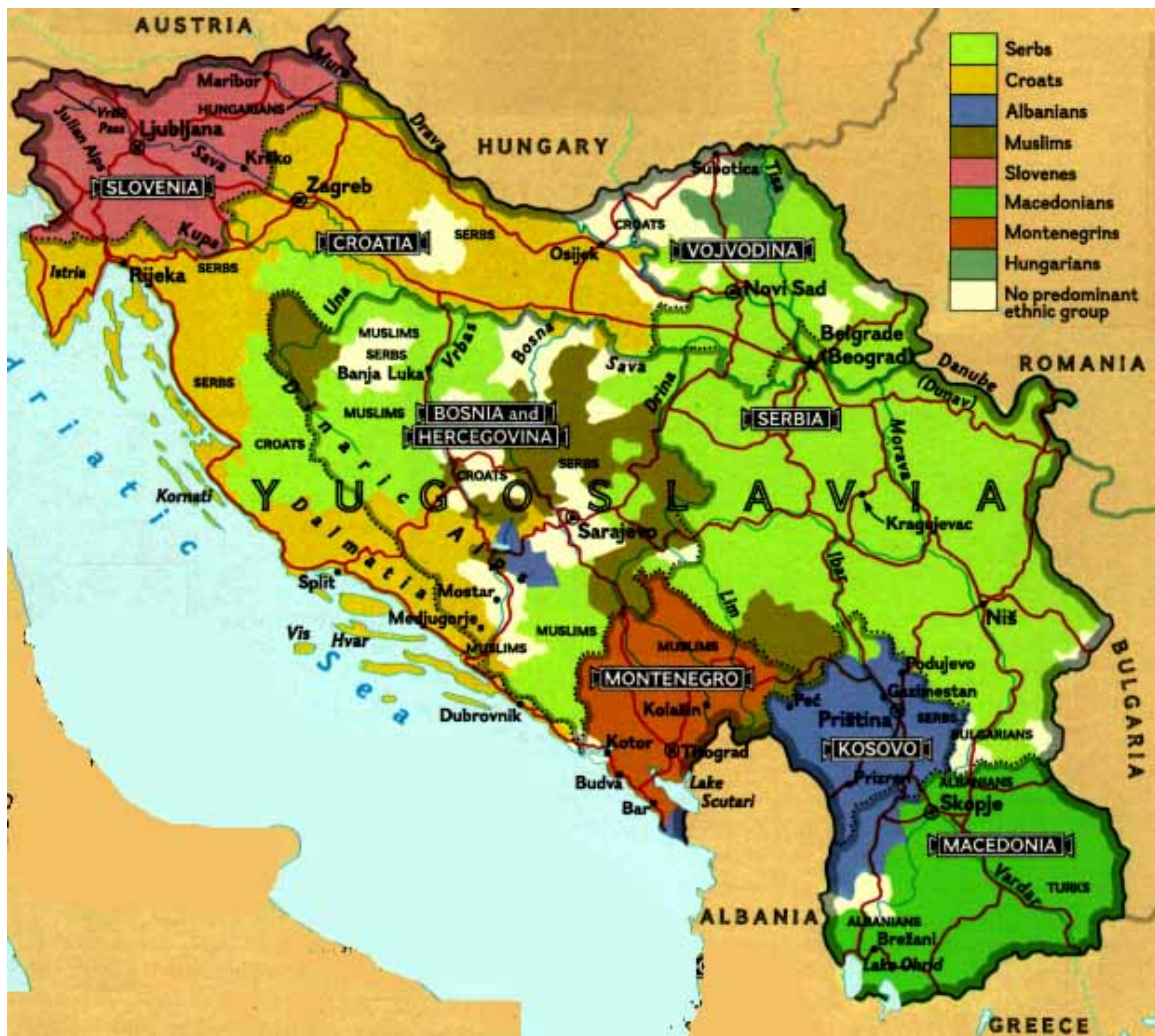 AUSTRIA
Maribor
Mura
HUNGARIANS
Vršič
Pass
Julian Alps
Ljubljana
Sava
Krško
SLOVENIA
Drava
HUNGARY
Zagreb
Kupa
CROATIA
SERBS
Istria
Rijeka
SERBS
Osijek
Subotica
Tisa
CROATS
VOJVODINA
Novi Sad
Serbs
Croats
Albanians
Muslims
Slovenes
Macedonians
Montenegrins
Hungarians
No predominant
ethnic group
Una
MUSLIMS
SERBS
Banja Luka
Vrbas
Bosna
Sava
Belgrade
(Beograd)
Danube
(Dunav)
ROMANIA
SERBS
MUSLIMS
Drina
BOSNIA and
HERCEGOVINA
SERBIA
Morava
CROATS
Dinaric Alps
CROATS
SERBS
YUGOSLAVIA
Adriatic Sea
Kornati
Dalmatia
Sarajevo
Kragujevac
Split
Mostar
Medjugorje
Vis
Hvar
MUSLIMS
MUSLIMS
Lim
Ibar
Niš
BULGARIA
MUSLIMS
MONTENEGRO
Kolašin
Dubrovnik
Kotor
Titograd
Budva
Bar
Lake
Scutari
Podujevo
Gazimestan
Peć
Priština
SERBS
KOSOVO
BULGARIANS
Prizren
ALBANIANS
Skopje
MACEDONIA
Vardar
TURKS
ALBANIA
ALBANIANS
Brežani
Lake Ohrid
GREECE